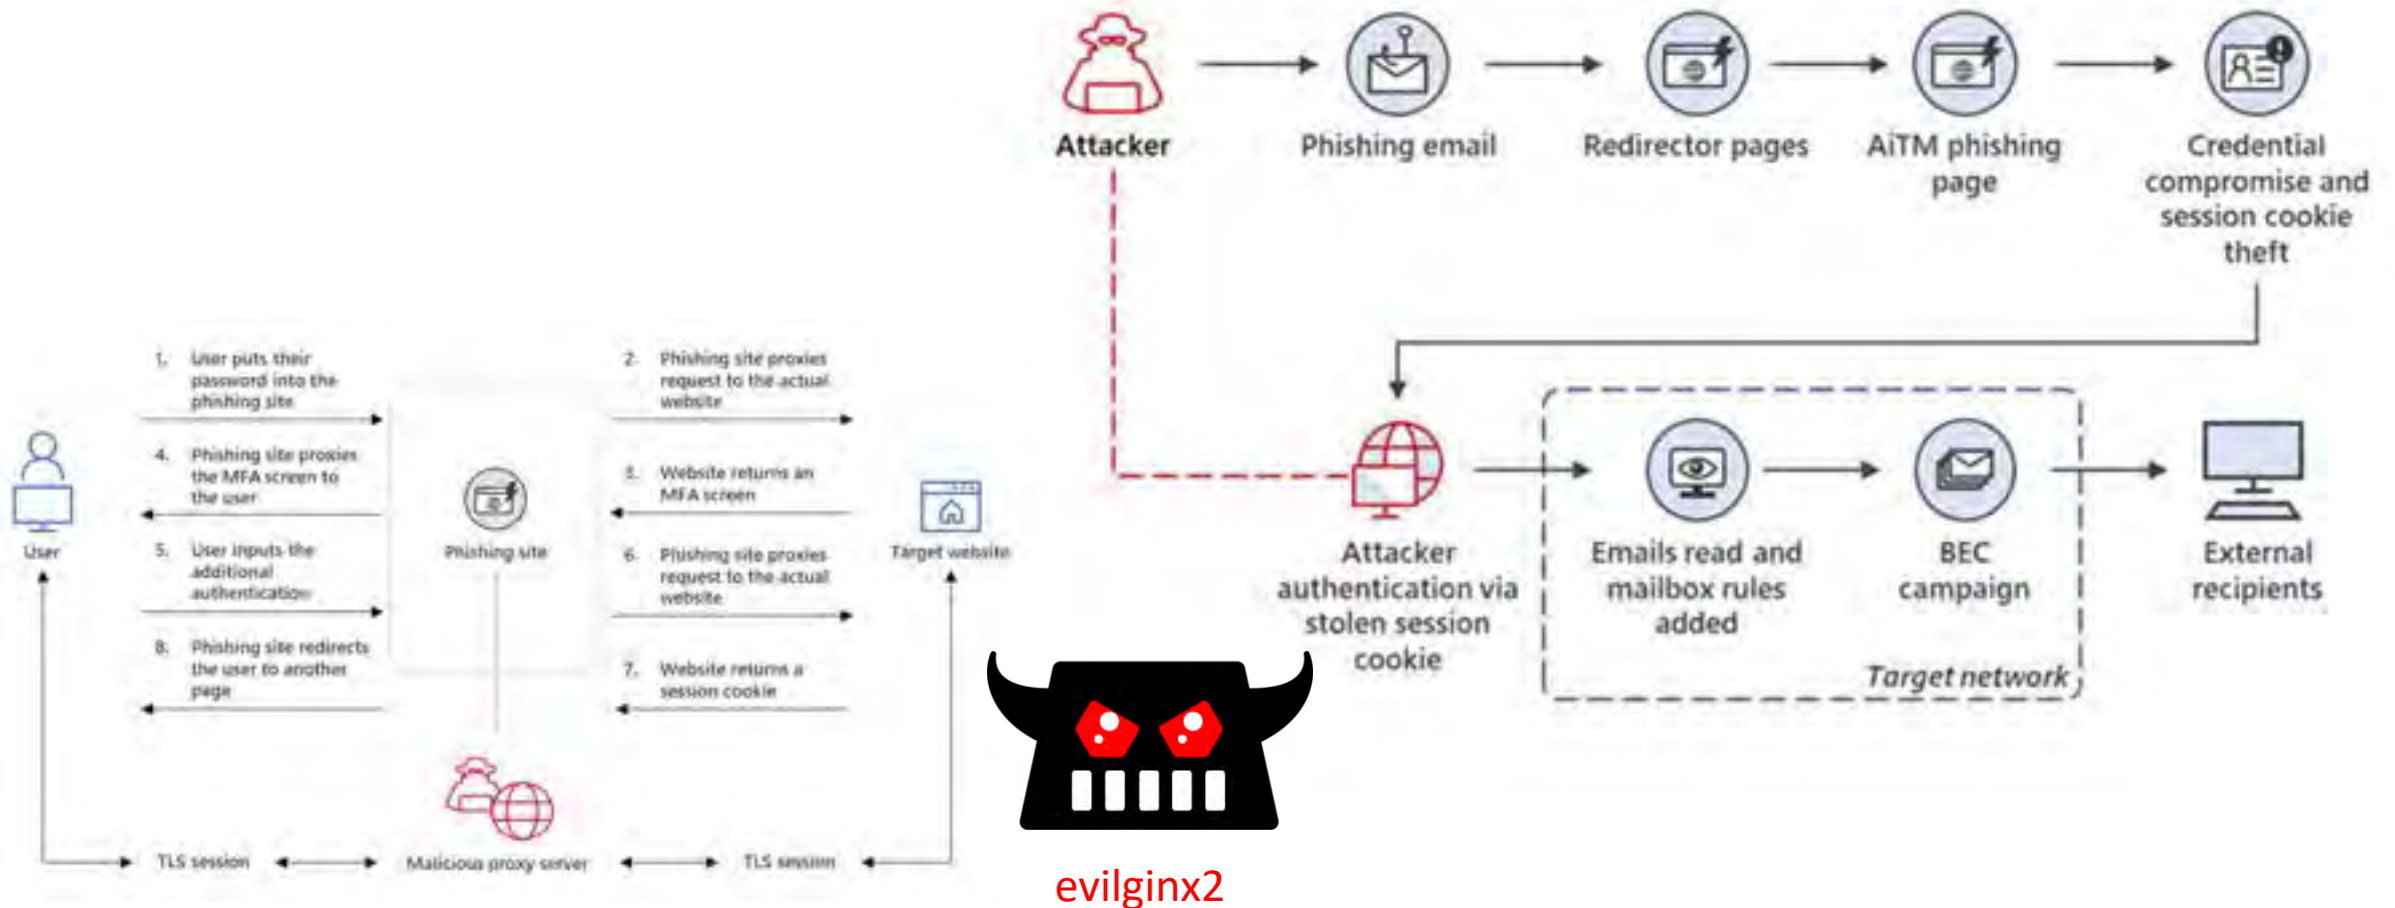 Attacker
Phishing email
Redirector pages
AiTM phishing
page
Credential
compromise and
session cookie
theft
1. User puts their
password into the
phishing site
2. Phishing site proxies
request to the actual
website
4. Phishing site proxies
the MFA screen to
the user
3. Website returns an
MFA screen
User
Phishing site
Target website
5. User inputs the
additional
authentication
6. Phishing site proxies
request to the actual
website
8. Phishing site redirects
the user to another
page
7. Website returns a
session cookie
TLS session
Malicious proxy server
TLS session
Attacker
authentication via
stolen session
cookie
Emails read and
mailbox rules
added
BEC
campaign
Target network
External
recipients
evilginx2